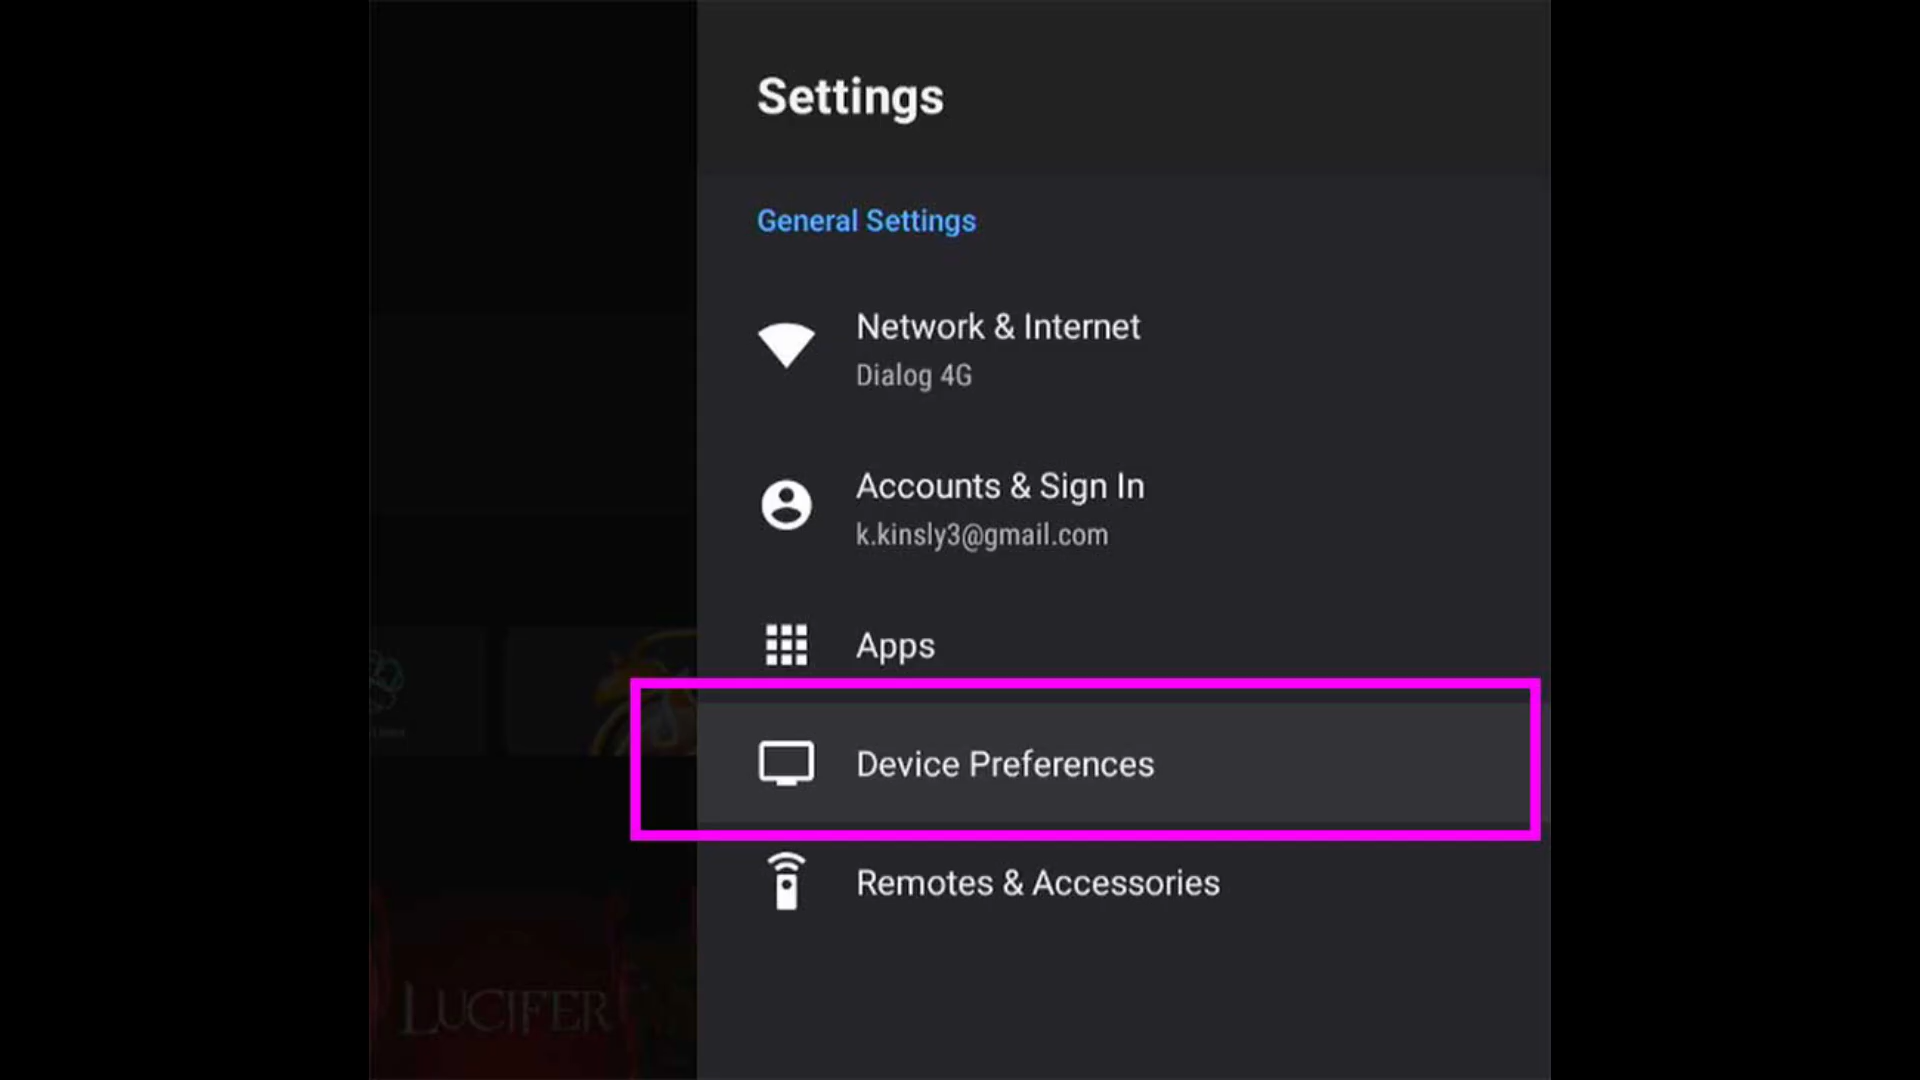 Settings
General Settings
Network & Internet
Dialog 4G
Accounts & Sign In
k.kinsly3@gmail.com
Apps
Device Preferences
Remotes & Accessories
LUCIFER